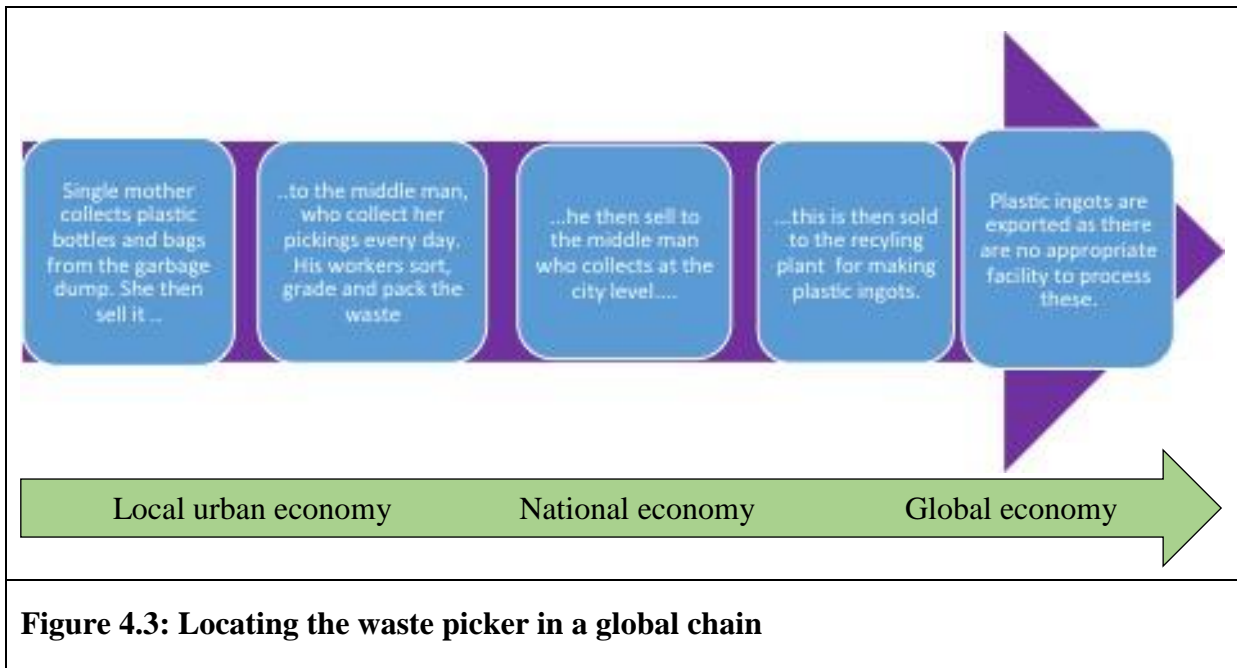 Single mother
collects plastic
bottles and bags
from the garbage
dump. She then
sell it ..
..to the middle man,
who collect her
pickings every day.
His workers sort,
grade and pack the
waste
...he then sell to
the middle man
who collects at the
city level....
...this is then sold
to the recyling
plant for making
plastic ingots.
Plastic ingots are
exported as there
are no appropriate
facility to process
these.
Local urban economy
National economy
Global economy
Figure 4.3: Locating the waste picker in a global chain